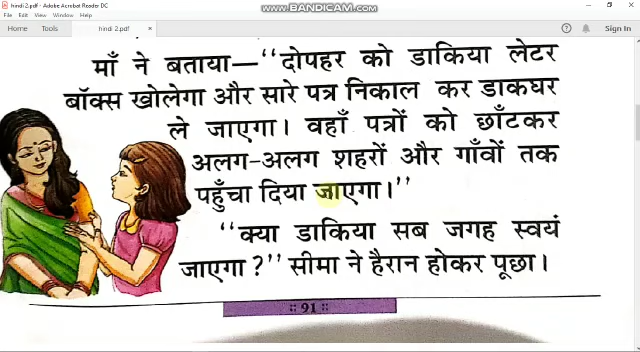 hindi 2.pdf - Adobe Acrobat Reader DC
WWW.BANDICAM.COM
File Edit View Window Help
Home Tools hindi 2.pdf × Sign In
माँ ने बताया—“दोपहर को डाकिया लेटर
बॉक्स खोलेगा और सारे पत्र निकाल कर डाकघर
ले जाएगा। वहाँ पत्रों को छाँटकर
अलग-अलग शहरों और गाँवों तक
पहुँचा दिया जाएगा।”
“क्या डाकिया सब जगह स्वयं
जाएगा?” सीमा ने हैरान होकर पूछा।
:: 91 ::